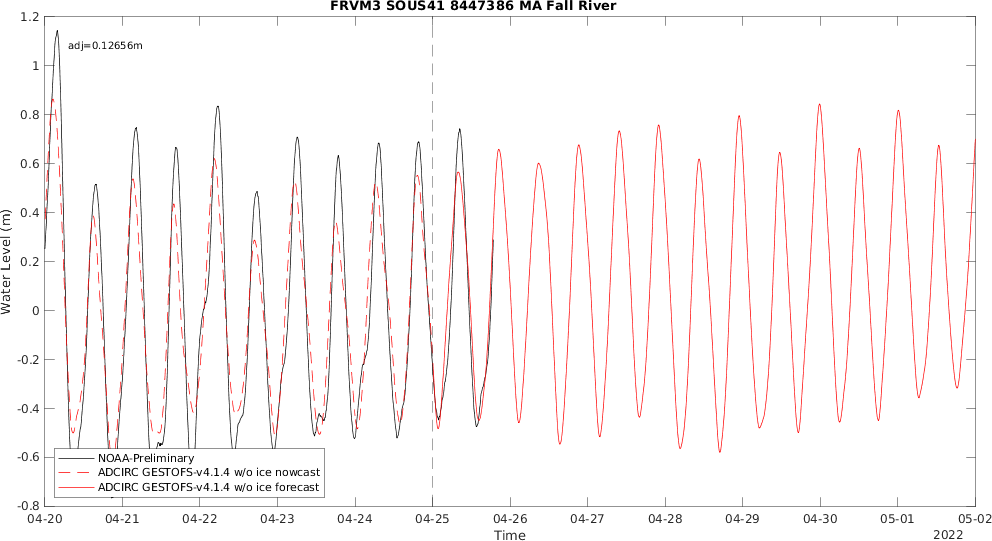 FRVM3 SOUS41 8447386 MA Fall River
adj=0.12656m
1.2
1
0.8
0.6
0.4
0.2
0
-0.2
-0.4
-0.6
-0.8
Water Level (m)
NOAA-Preliminary
ADCIRC GESTOFS-v4.1.4 w/o ice nowcast
ADCIRC GESTOFS-v4.1.4 w/o ice forecast
04-20 04-21 04-22 04-23 04-24 04-25 04-26 04-27 04-28 04-29 04-30 05-01 05-02
Time
2022